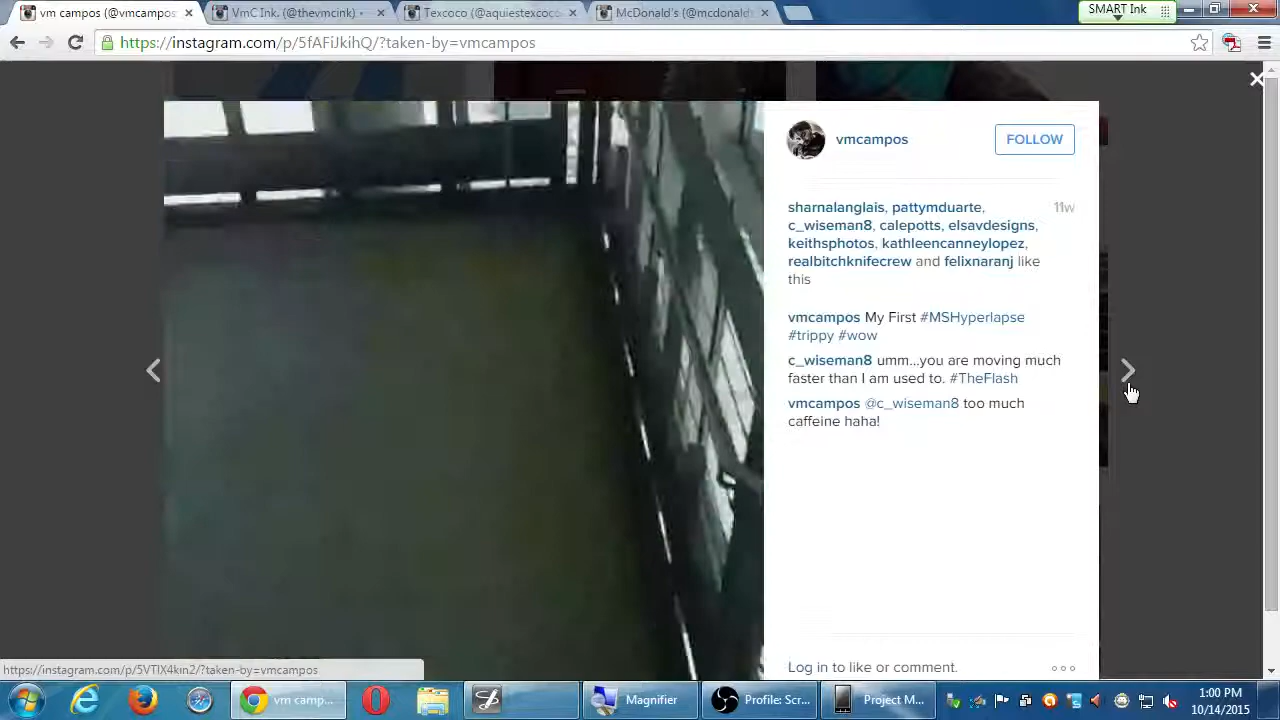 vm campos (@vmcampos)
VmC Ink. (@thevmcink) •
Texcoco (@aquiestexcoco
McDonald's (@mcdonalds
SMART Ink
https://instagram.com/p/5fAFiJkihQ/?taken-by=vmcampos
vmcampos
FOLLOW
sharnalanglais, pattymduarte,
11w
c_wiseman8, calepotts, elsavdesigns,
keithsphotos, kathleencanneylopez,
realbitchknifecrew and felixnaranj like
this
vmcampos My First #MSHyperlapse
#trippy #wow
c_wiseman8 umm...you are moving much
faster than I am used to. #TheFlash
vmcampos @c_wiseman8 too much
caffeine haha!
Log in to like or comment.
https://instagram.com/p/5VTlX4kin2/?taken-by=vmcampos
vm camp...
Magnifier
Profile: Scr...
Project M...
1:00 PM
10/14/2015